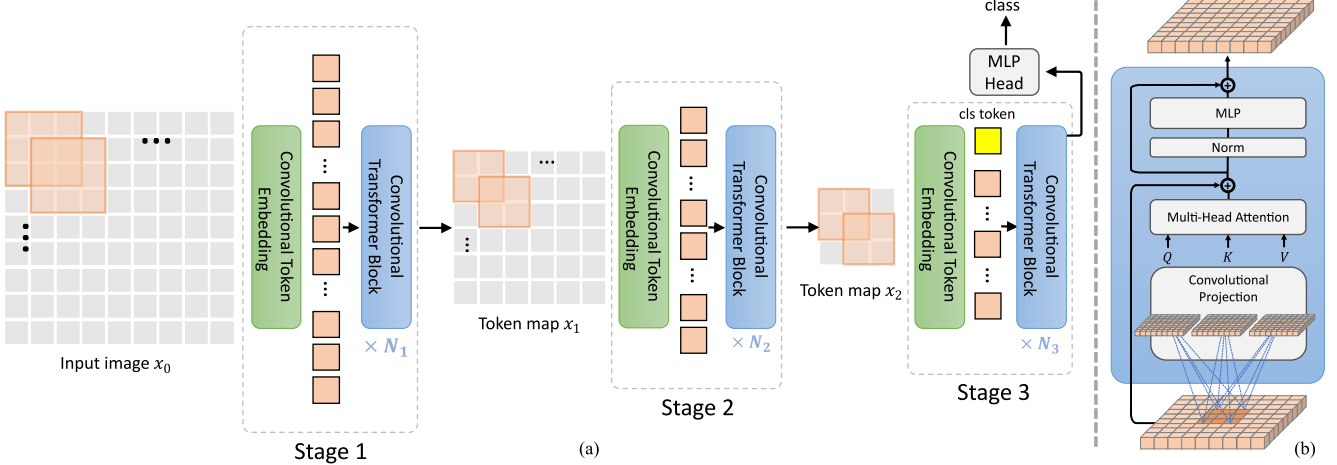 Input image x₀
Convolutional Token
Embedding
Convolutional
Transformer Block
× N₁
Stage 1
Token map x₁
Convolutional Token
Embedding
Convolutional
Transformer Block
× N₂
Stage 2
Token map x₂
Convolutional Token
Embedding
cls token
Convolutional
Transformer Block
× N₃
Stage 3
MLP
Head
class
(a)
MLP
Norm
Multi-Head Attention
Q K V
Convolutional
Projection
(b)